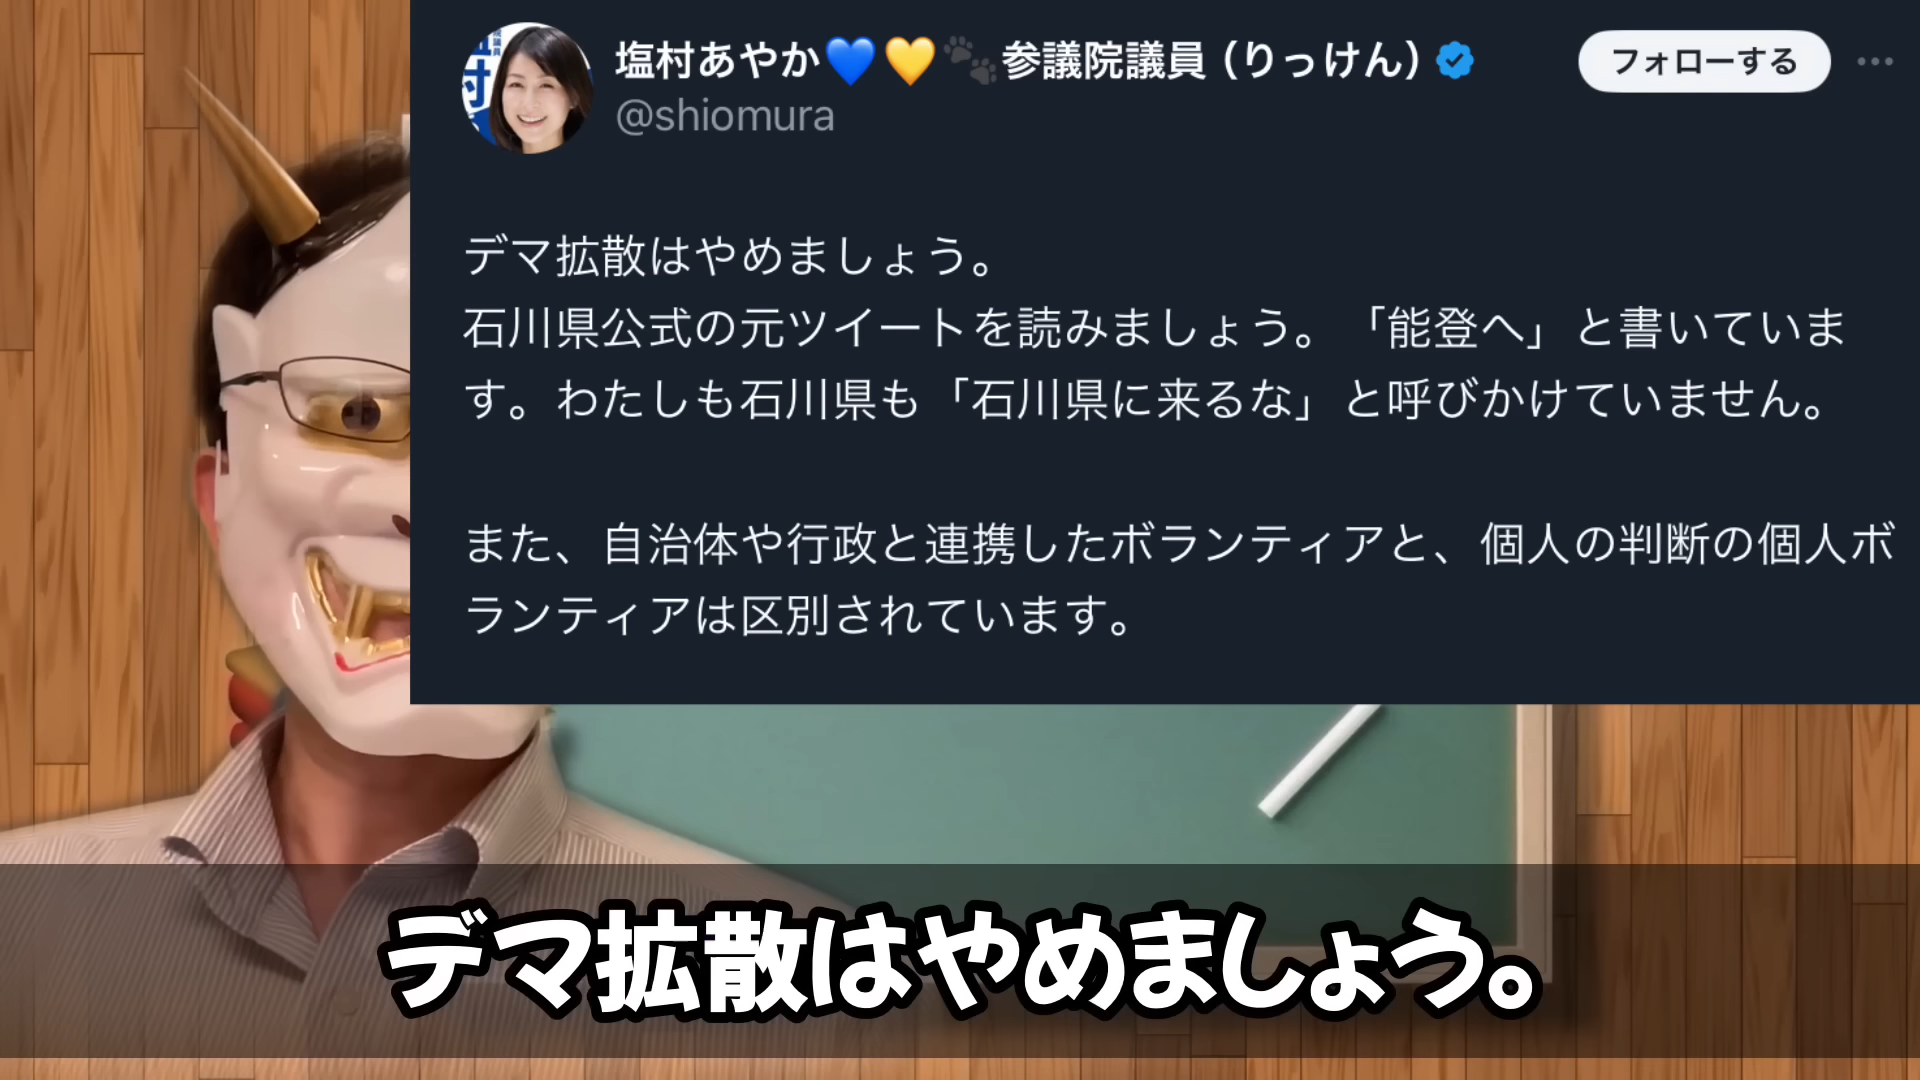 塩村あやか💙💛🐾参議院議員（りっけん）
フォローする
@shiomura
デマ拡散はやめましょう。
石川県公式の元ツイートを読みましょう。「能登へ」と書いていま
す。わたしも石川県も「石川県に来るな」と呼びかけていません。
また、自治体や行政と連携したボランティアと、個人の判断の個人ボ
ランティアは区別されています。
デマ拡散はやめましょう。